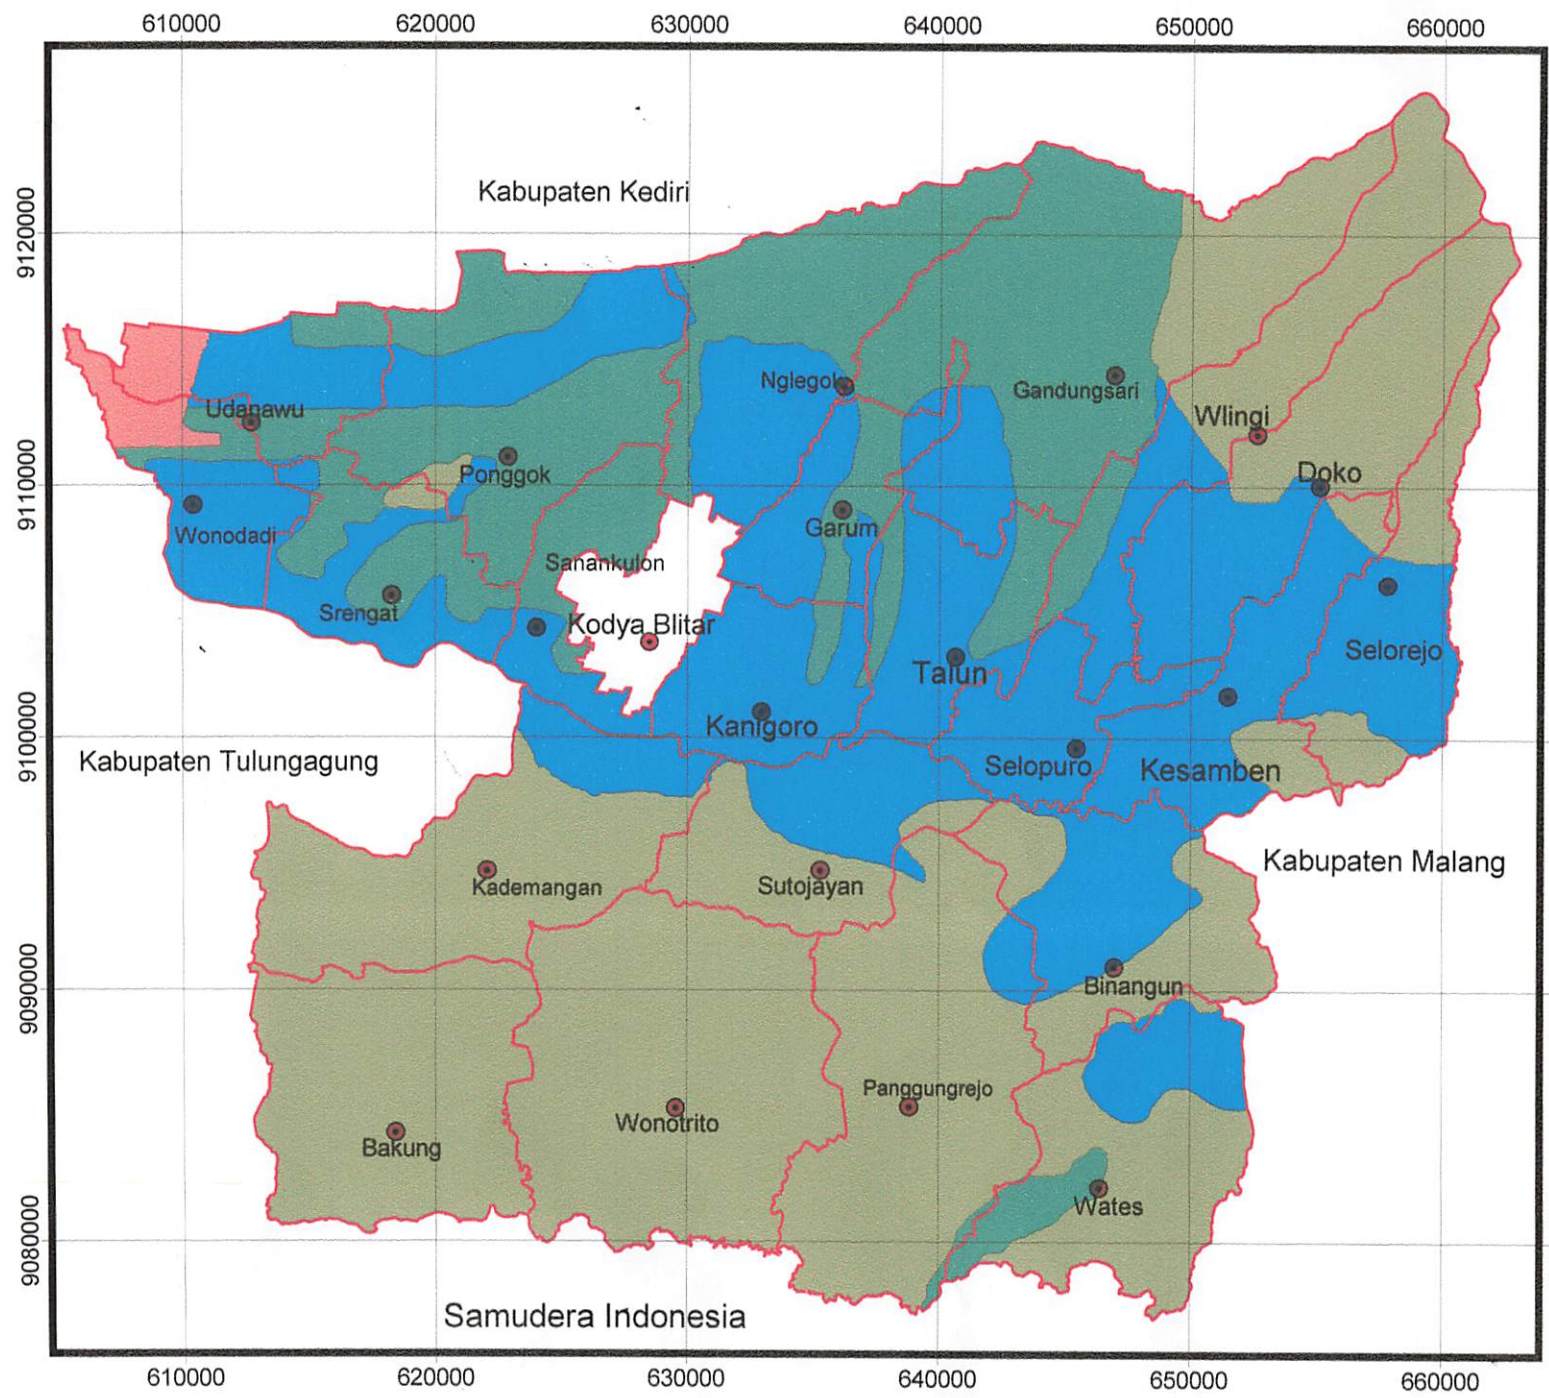 610000 620000 630000 640000 650000 660000
Kabupaten Kediri
9120000
Nglegok
Gandungsari
Udanawu
Wlingi
Ponggok
Doko
9110000
Wonodadi
Garum
Sanankulon
Srengat
Kodya Blitar
Selorejo
Talun
Kanigoro
9100000
Kabupaten Tulungagung
Selopuro
Kesamben
Kabupaten Malang
Kademangan
Sutojayan
9090000
Binangun
Panggungrejo
Wonotrito
Bakung
Wates
9080000
Samudera Indonesia
610000 620000 630000 640000 650000 660000